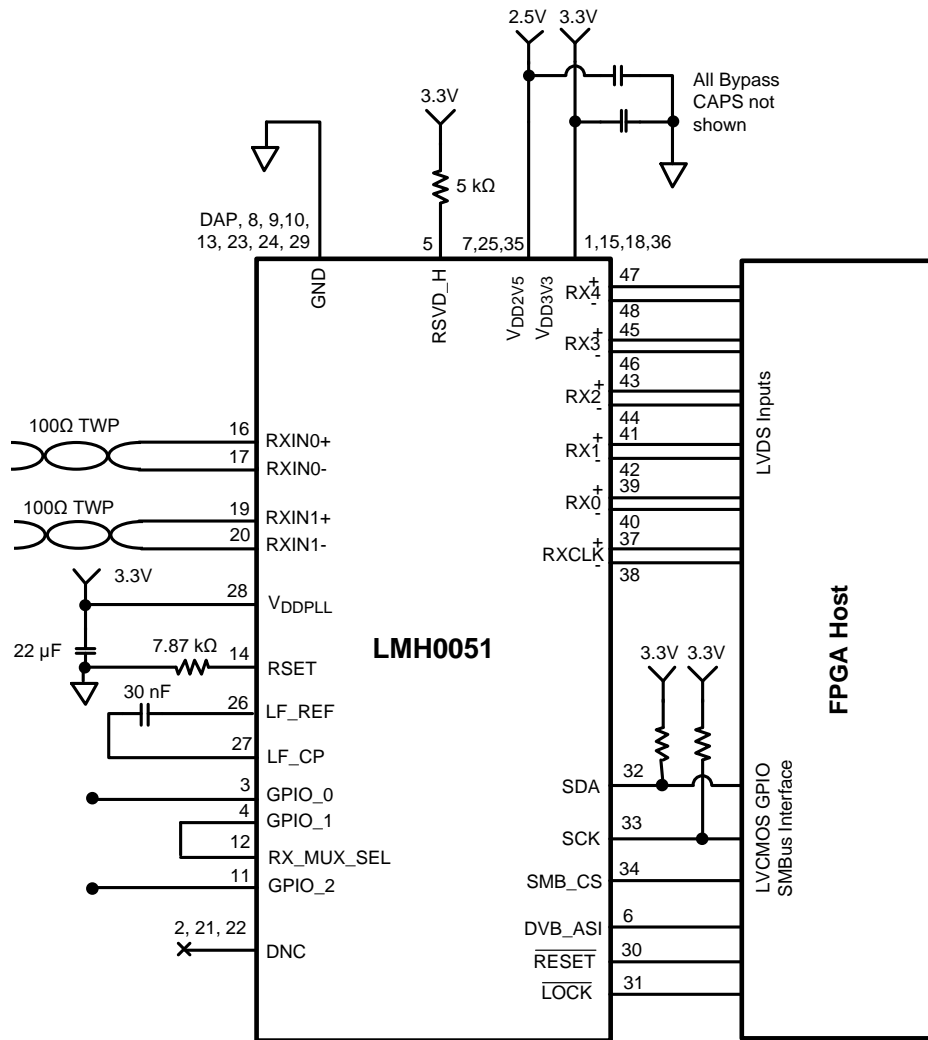 2.5V
3.3V
All Bypass
CAPS not
shown
3.3V
5 kΩ
DAP, 8, 9,10,
13, 23, 24, 29
5
7,25,35
1,15,18,36
GND
RSVD_H
VDD2V5
VDD3V3
RX4
+
-
47
48
RX3
+
-
45
46
RX2
+
-
43
44
RX1
+
-
41
42
RX0
+
-
39
40
RXCLK
+
-
37
38
LVDS Inputs
100Ω TWP
16
RXIN0+
17
RXIN0-
100Ω TWP
19
RXIN1+
20
RXIN1-
3.3V
28
VDDPLL
22 µF
7.87 kΩ
14
RSET
30 nF
26
LF_REF
27
LF_CP
3
GPIO_0
4
GPIO_1
12
RX_MUX_SEL
11
GPIO_2
2, 21, 22
DNC
LMH0051
3.3V
3.3V
SDA
32
SCK
33
SMB_CS
34
DVB_ASI
6
RESET
30
LOCK
31
LVCMOS GPIO
SMBus Interface
FPGA Host